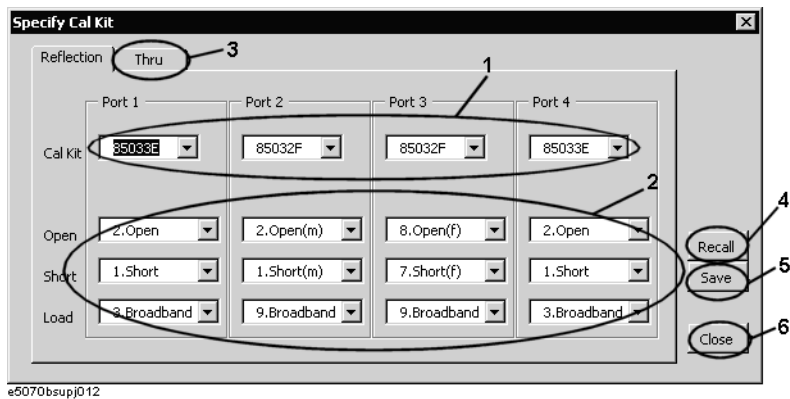 Specify Cal Kit
Reflection Thru 3
1
Port 1 Port 2 Port 3 Port 4
Cal Kit 85033E 85032F 85032F 85033E
2
Open 2.Open 2.Open(m) 8.Open(f) 2.Open
4
Recall
Short 1.Short 1.Short(m) 7.Short(f) 1.Short
Save 5
Load 3.Broadband 9.Broadband 9.Broadband 3.Broadband
6
Close
e5070bsupj012